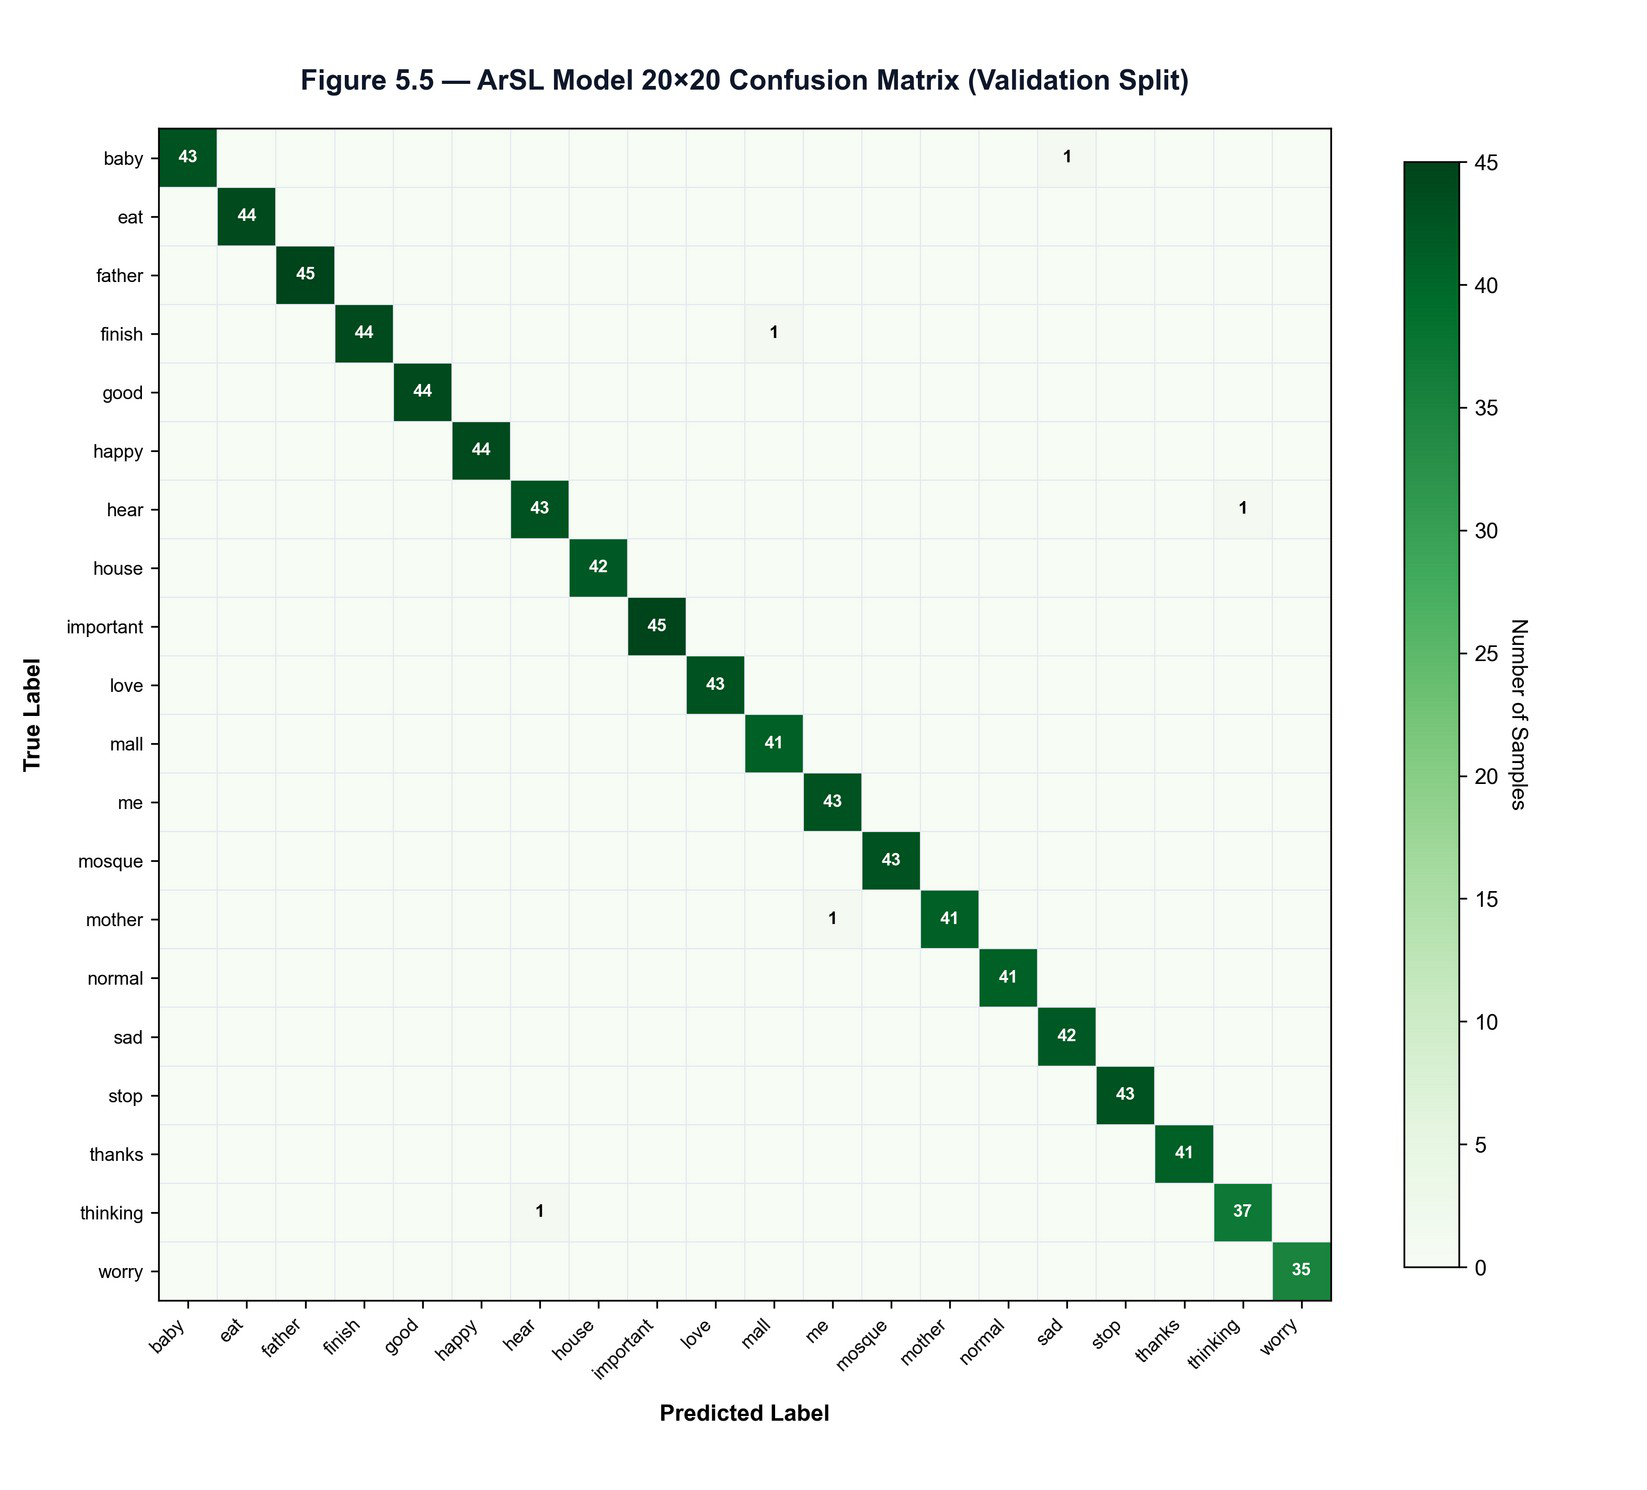 Figure 5.5 — ArSL Model 20×20 Confusion Matrix (Validation Split)
True Label
baby 43 1
eat 44
father 45
finish 44 1
good 44
happy 44
hear 43 1
house 42
important 45
love 43
mall 41
me 43
mosque 43
mother 1 41
normal 41
sad 42
stop 43
thanks 41
thinking 1 37
worry 35
baby eat father finish good happy hear house important love mall me mosque mother normal sad stop thanks thinking worry
Predicted Label
45
40
35
30
25
20
15
10
5
0
Number of Samples